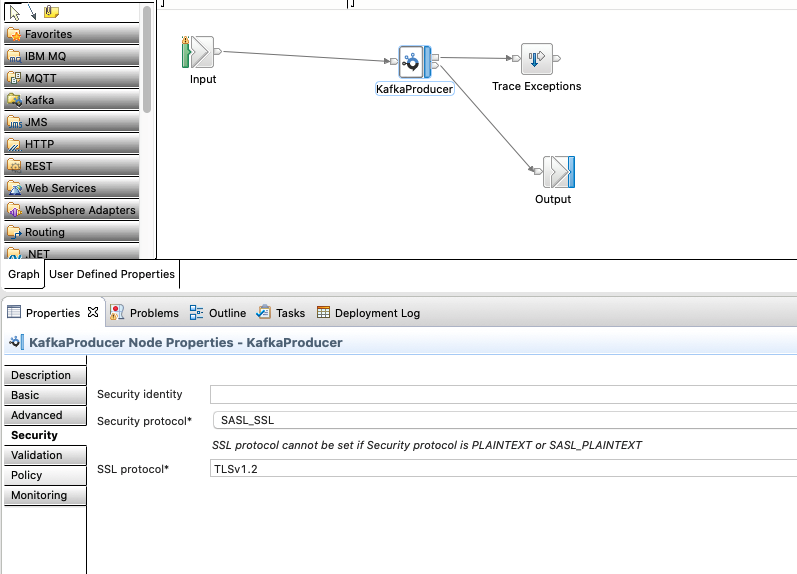 Favorites
IBM MQ
MQTT
Kafka
JMS
HTTP
REST
Web Services
WebSphere Adapters
Routing
.NET
Input
KafkaProducer
Trace Exceptions
Output
Graph
User Defined Properties
Properties
Problems
Outline
Tasks
Deployment Log
KafkaProducer Node Properties - KafkaProducer
Description
Basic
Advanced
Security
Validation
Policy
Monitoring
Security identity
Security protocol* SASL_SSL
SSL protocol cannot be set if Security protocol is PLAINTEXT or SASL_PLAINTEXT
SSL protocol* TLSv1.2